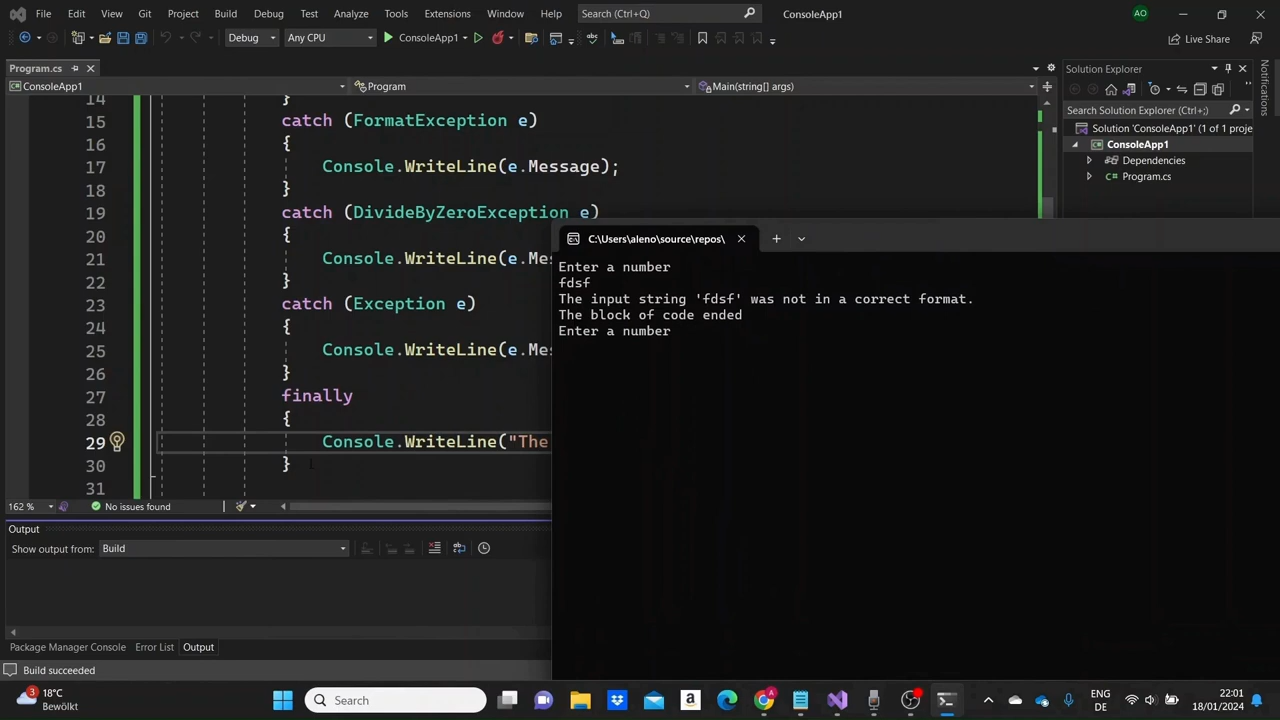 File Edit View Git Project Build Debug Test Analyze Tools Extensions Window Help Search (Ctrl+Q) ConsoleApp1 AO
Debug Any CPU ConsoleApp1 Live Share
Program.cs Solution Explorer
ConsoleApp1 Program Main(string[] args)
Search Solution Explorer (Ctrl+;)
Solution 'ConsoleApp1' (1 of 1 proje
ConsoleApp1
Dependencies
Program.cs
Notifications
14 }
15 catch (FormatException e)
16 {
17 Console.WriteLine(e.Message);
18 }
19 catch (DivideByZeroException e)
20 {
21 Console.WriteLine(e.Mes
22 }
23 catch (Exception e)
24 {
25 Console.WriteLine(e.Mes
26 }
27 finally
28 {
29 Console.WriteLine("The
30 }
31
162 % No issues found
C:\Users\aleno\source\repos\
Enter a number
fdsf
The input string 'fdsf' was not in a correct format.
The block of code ended
Enter a number
Output
Show output from: Build
Package Manager Console Error List Output
Build succeeded
3 18°C
Bewölkt
Search
ENG
DE
22:01
18/01/2024